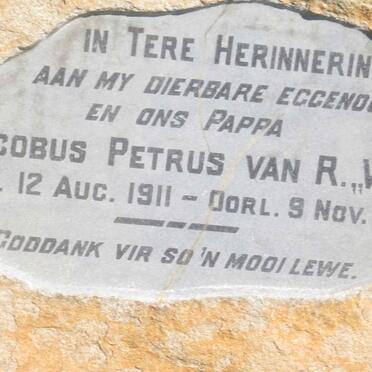 IN TERE HERINNERIN
AAN MY DIERBARE EGGENO
EN ONS PAPPA
COBUS PETRUS VAN R. „W
. 12 AUG. 1911 – OORL. 9 NOV.
GODDANK VIR SO 'N MOOI LEWE.